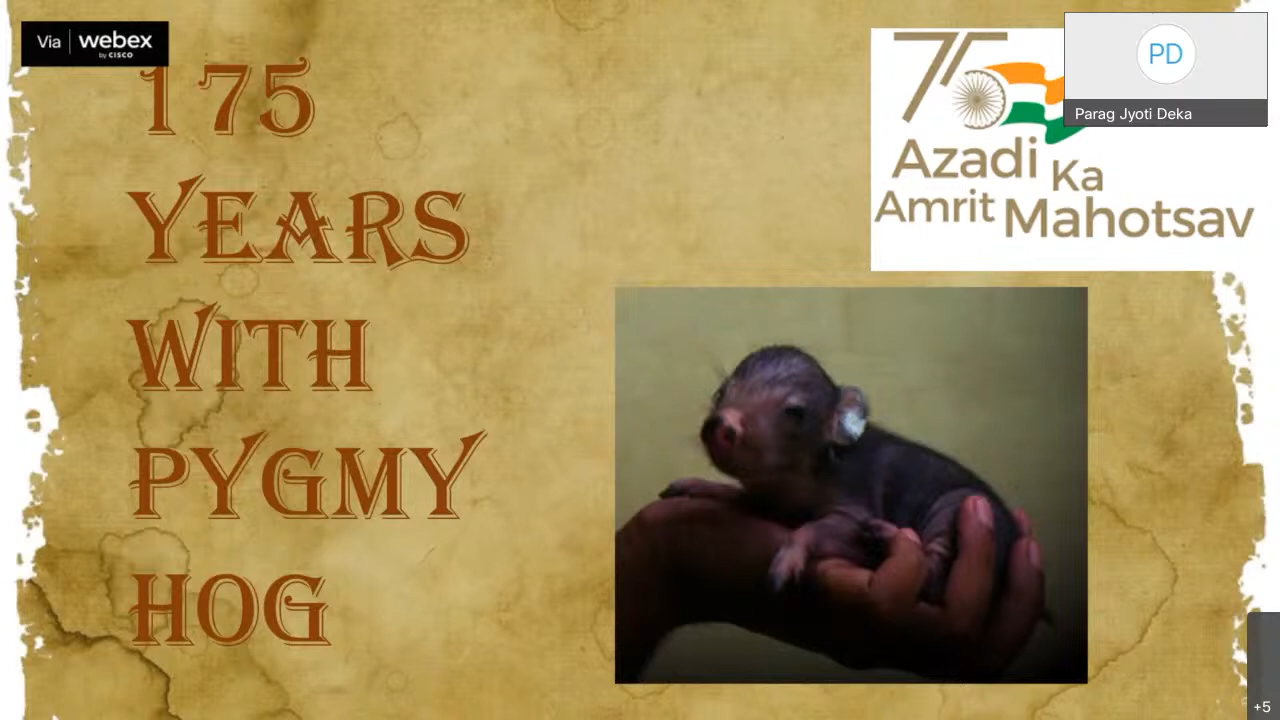 Via webex
by CISCO
175
YEARS
WITH
PYGMY
HOG
75
Azadi Ka
Amrit Mahotsav
PD
Parag Jyoti Deka
+5